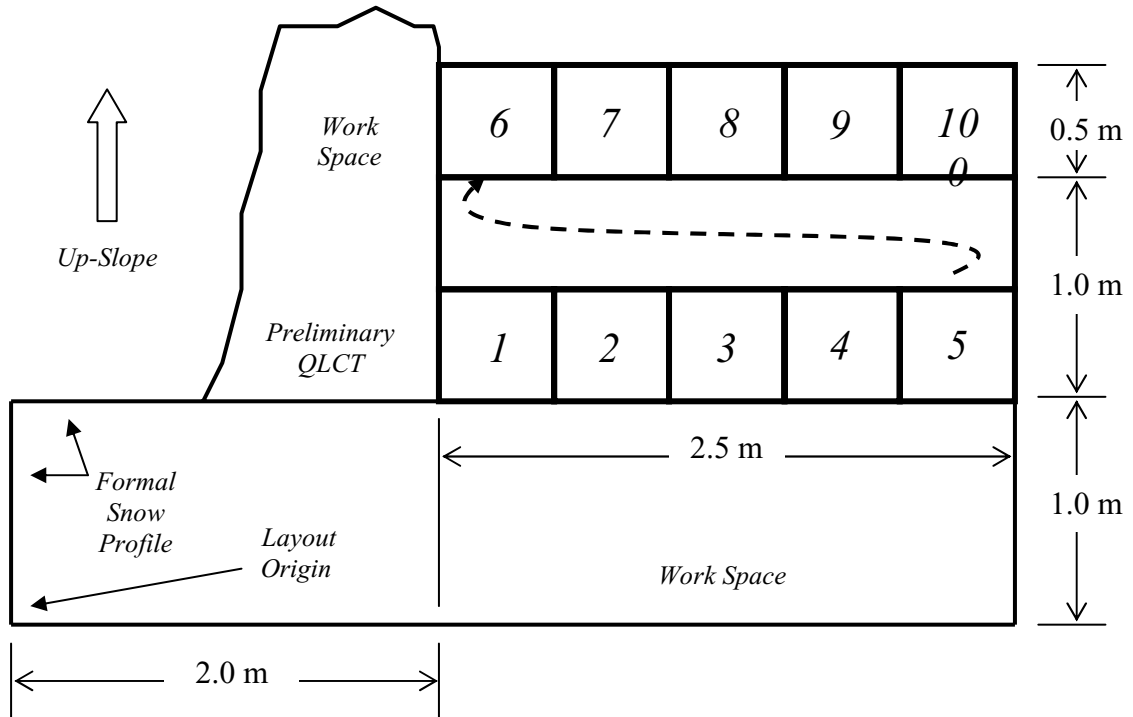 6 7 8 9 10
0
0.5 m
Work
Space
Up-Slope
1.0 m
Preliminary
QLCT
1 2 3 4 5
2.5 m
Formal
Snow
Profile
1.0 m
Layout
Origin
Work Space
2.0 m